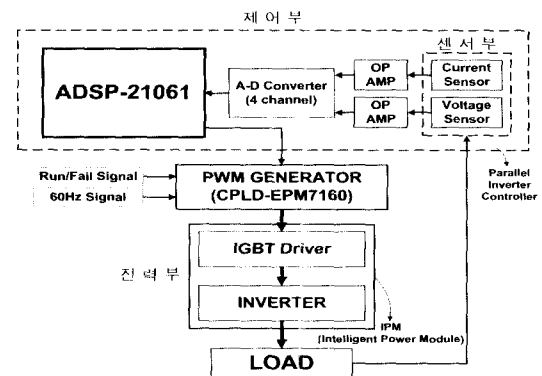 제 어 부
센 서 부
ADSP-21061
A-D Converter
(4 channel)
OP
AMP
Current
Sensor
OP
AMP
Voltage
Sensor
Run/Fail Signal
60Hz Signal
PWM GENERATOR
(CPLD-EPM7160)
Parallel
Inverter
Controller
IGBT Driver
전 력 부
INVERTER
IPM
(Intelligent Power Module)
LOAD